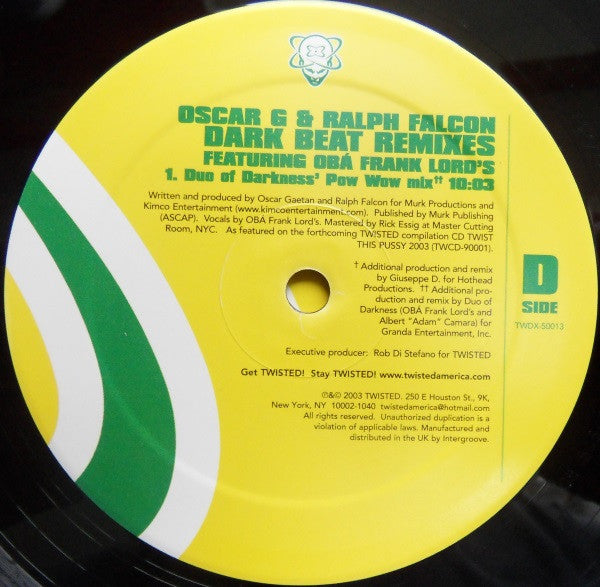 OSCAR G & RALPH FALCON
DARK BEAT REMIXES
FEATURING OBÁ FRANK LORD'S
1. Duo of Darkness' Pow Wow mix†† 10:03
Written and produced by Oscar Gaetan and Ralph Falcon for Murk Productions and
Kimco Entertainment (www.kimcoentertainment.com). Published by Murk Publishing
(ASCAP). Vocals by OBÁ Frank Lord's. Mastered by Rick Essig at Master Cutting
Room, NYC. As featured on the forthcoming TWISTED compilation CD TWIST
THIS PUSSY 2003 (TWCD-90001).
† Additional production and remix
by Giuseppe D. for Hothead
Productions. †† Additional pro-
duction and remix by Duo of
Darkness (OBÁ Frank Lord's and
Albert "Adam" Camara) for
Granda Entertainment, Inc.
D
SIDE
TWDX-50013
Executive producer: Rob Di Stefano for TWISTED
Get TWISTED! Stay TWISTED! www.twistedamerica.com
℗&© 2003 TWISTED. 250 E Houston St., 9K,
New York, NY 10002-1040 twistedamerica@hotmail.com
All rights reserved. Unauthorized duplication is a
violation of applicable laws. Manufactured and
distributed in the UK by Intergroove.